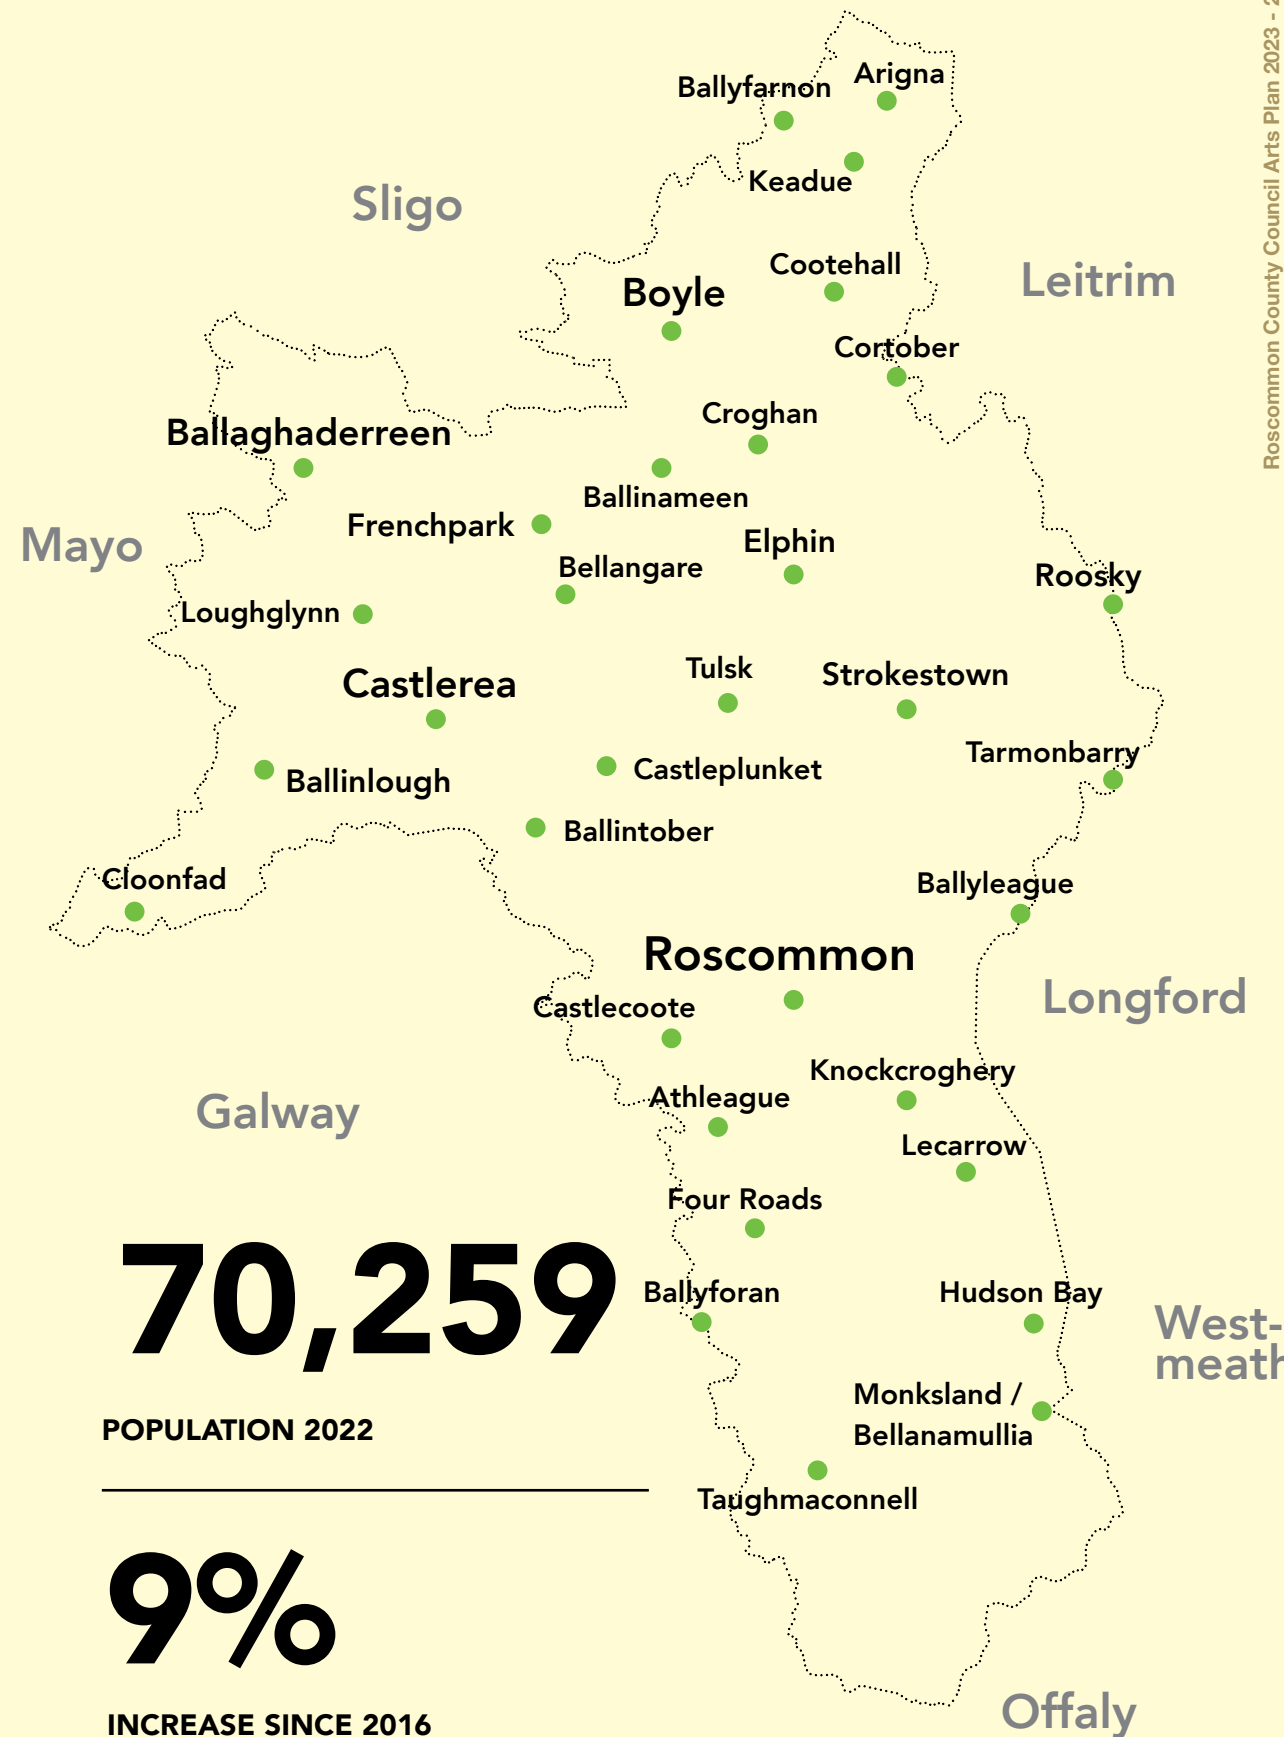 Roscommon County Council Arts Plan 2023 -
Arigna
Ballyfarnon
Keadue
Sligo
Cootehall
Leitrim
Boyle
Cortober
Croghan
Ballaghaderreen
Ballinameen
Frenchpark
Elphin
Mayo
Bellangare
Roosky
Loughglynn
Tulsk
Strokestown
Castlerea
Tarmonbarry
Castleplunket
Ballinlough
Ballintober
Cloonfad
Ballyleague
Roscommon
Longford
Castlecoote
Knockcroghery
Athleague
Galway
Lecarrow
Four Roads
70,259
Ballyforan
Hudson Bay
West-
meath
Monksland /
Bellanamullia
POPULATION 2022
Taughmaconnell
9%
Offaly
INCREASE SINCE 2016